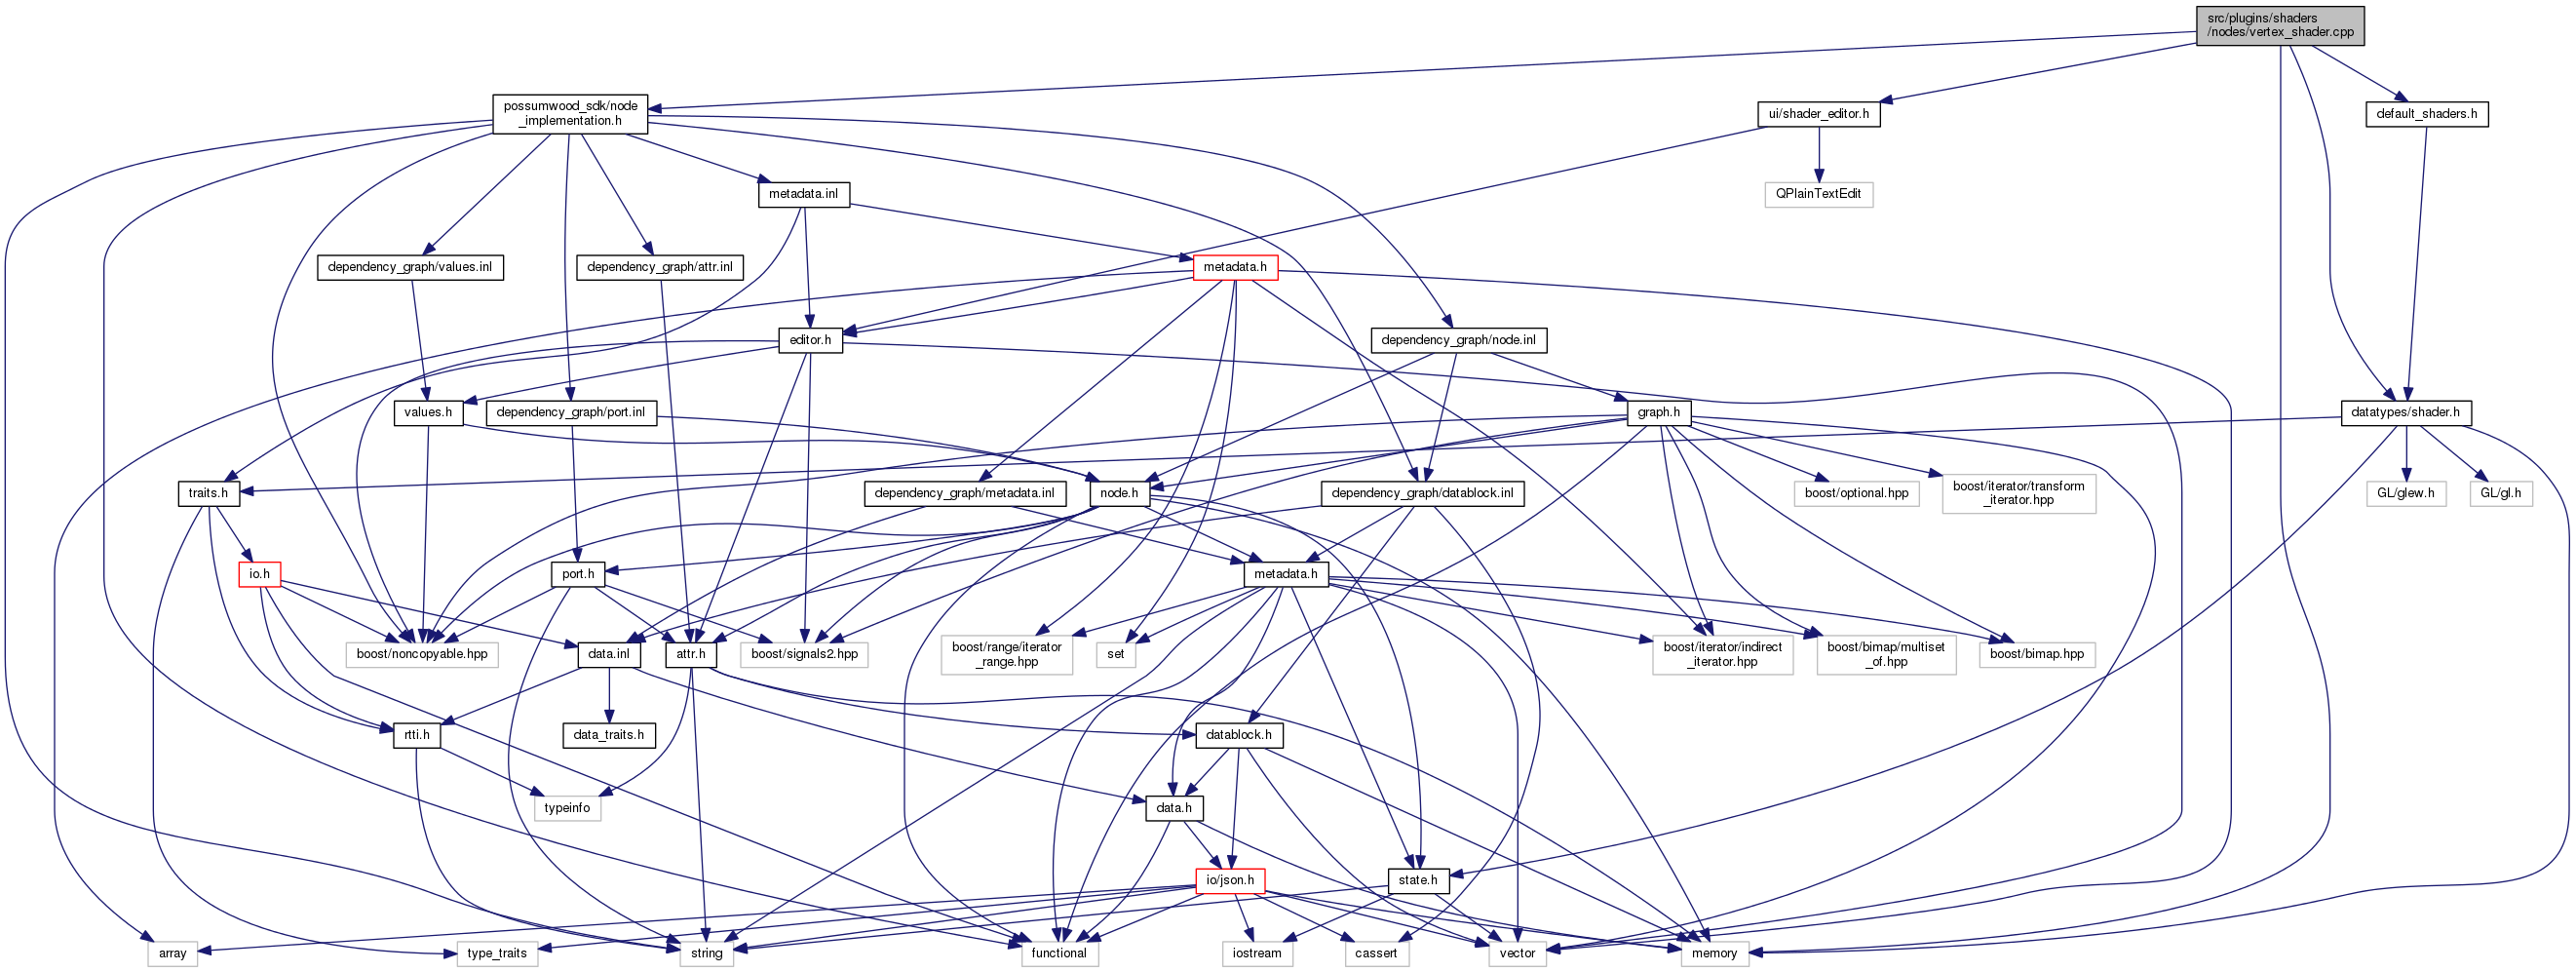 src/plugins/shaders
/nodes/vertex_shader.cpp
possumwood_sdk/node
_implementation.h
ui/shader_editor.h
default_shaders.h
metadata.inl
QPlainTextEdit
dependency_graph/values.inl
dependency_graph/attr.inl
metadata.h
editor.h
dependency_graph/node.inl
values.h
dependency_graph/port.inl
graph.h
datatypes/shader.h
traits.h
dependency_graph/metadata.inl
node.h
dependency_graph/datablock.inl
boost/optional.hpp
boost/iterator/transform
_iterator.hpp
GL/glew.h
GL/gl.h
io.h
port.h
metadata.h
boost/noncopyable.hpp
data.inl
attr.h
boost/signals2.hpp
boost/range/iterator
_range.hpp
set
boost/iterator/indirect
_iterator.hpp
boost/bimap/multiset
_of.hpp
boost/bimap.hpp
rtti.h
data_traits.h
datablock.h
typeinfo
data.h
io/json.h
state.h
array
type_traits
string
functional
iostream
cassert
vector
memory